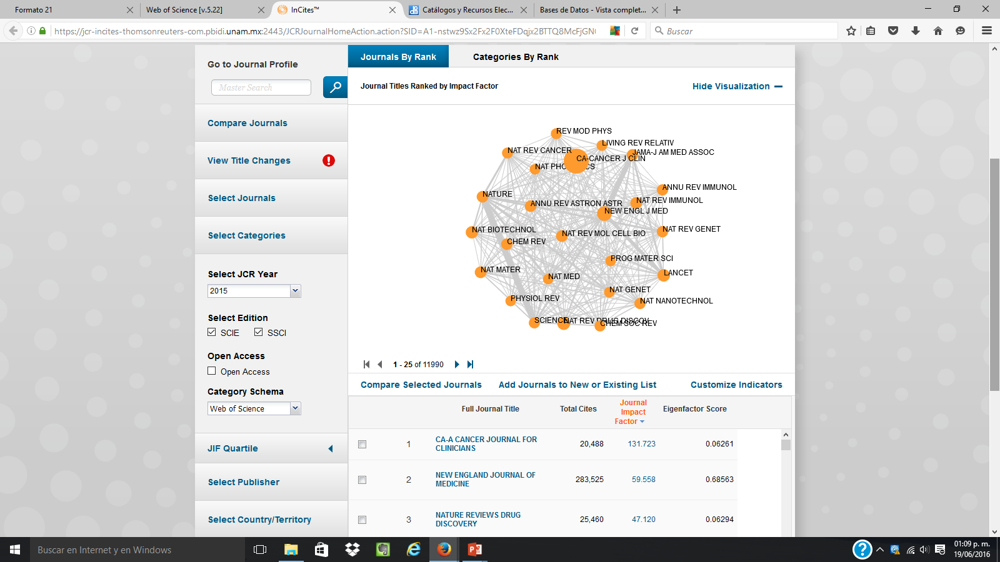 Formato 21
Web of Science [v.5.22]
InCites™
Catálogos y Recursos Elec...
Bases de Datos - Vista complet...
https://jcr-incites-thomsonreuters-com.pbidi.unam.mx:2443/JCRJournalHomeAction.action?SID=A1-nstwz9Sx2Fx2F0XteFDqjx2BTTQ8McFjGN
Buscar
Go to Journal Profile
Master Search
Compare Journals
View Title Changes
Select Journals
Select Categories
Select JCR Year
2015
Select Edition
SCIE SSCI
Open Access
Open Access
Category Schema
Web of Science
JIF Quartile
Select Publisher
Select Country/Territory
Journals By Rank
Categories By Rank
Journal Titles Ranked by Impact Factor
Hide Visualization
REV MOD PHYS
LIVING REV RELATIV
NAT REV CANCER
JAMA-J AM MED ASSOC
CA-CANCER J CLIN
ANNU REV IMMUNOL
NATURE
NAT REV IMMUNOL
ANNU REV ASTRON ASTR
NEW ENGL J MED
NAT BIOTECHNOL
NAT REV GENET
NAT REV MOL CELL BIO
CHEM REV
PROG MATER SCI
NAT MATER
LANCET
NAT MED
NAT GENET
PHYSIOL REV
NAT NANOTECHNOL
SCIENCE
NAT REV DRUG DISCOV
CHEM SOC REV
1 - 25 of 11990
Compare Selected Journals
Add Journals to New or Existing List
Customize Indicators
Full Journal Title
Total Cites
Journal
Impact
Factor
Eigenfactor Score
1 CA-A CANCER JOURNAL FOR
CLINICIANS
20,488 131.723 0.06261
2 NEW ENGLAND JOURNAL OF
MEDICINE
283,525 59.558 0.68563
3 NATURE REVIEWS DRUG
DISCOVERY
25,460 47.120 0.06294
Buscar en Internet y en Windows
01:09 p. m.
19/06/2016